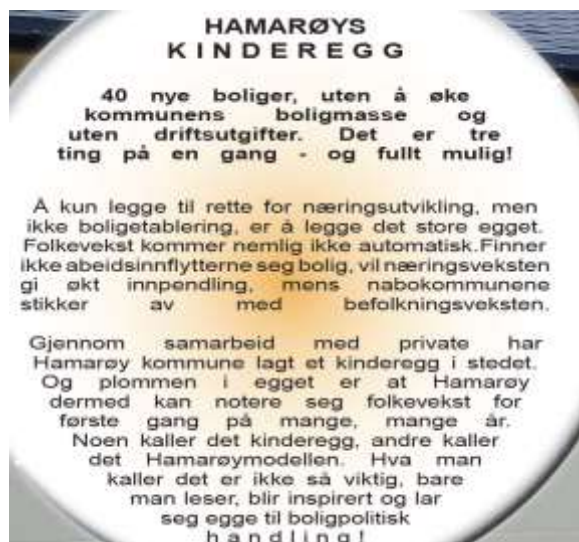 HAMARØYS
KINDEREGG
40 nye boliger, uten å øke
kommunens boligmasse og
uten driftsutgifter. Det er tre
ting på en gang - og fullt mulig!
Å kun legge til rette for næringsutvikling, men
ikke boligetablering, er å legge det store egget.
Folkevekst kommer nemlig ikke automatisk.Finner
ikke abeidsinnflytterne seg bolig, vil næringsveksten
gi økt innpendling, mens nabokommunene
stikker av med befolkningsveksten.
Gjennom samarbeid med private har
Hamarøy kommune lagt et kinderegg i stedet.
Og plommen i egget er at Hamarøy
dermed kan notere seg folkevekst for
første gang på mange, mange år.
Noen kaller det kinderegg, andre kaller
det Hamarøymodellen. Hva man
kaller det er ikke så viktig, bare
man leser, blir inspirert og lar
seg egge til boligpolitisk
handling!